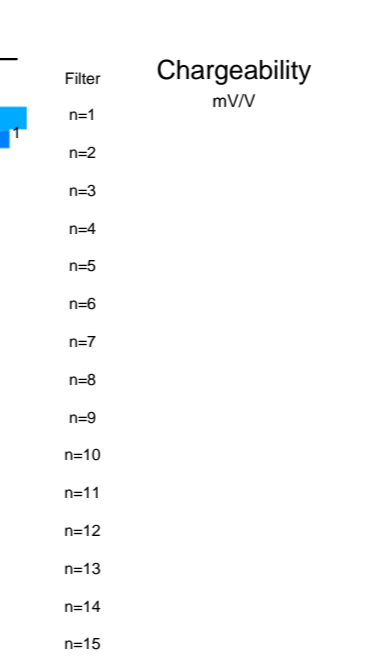 Filter
Chargeability
mV/V
n=1
1
n=2
n=3
n=4
n=5
n=6
n=7
n=8
n=9
n=10
n=11
n=12
n=13
n=14
n=15